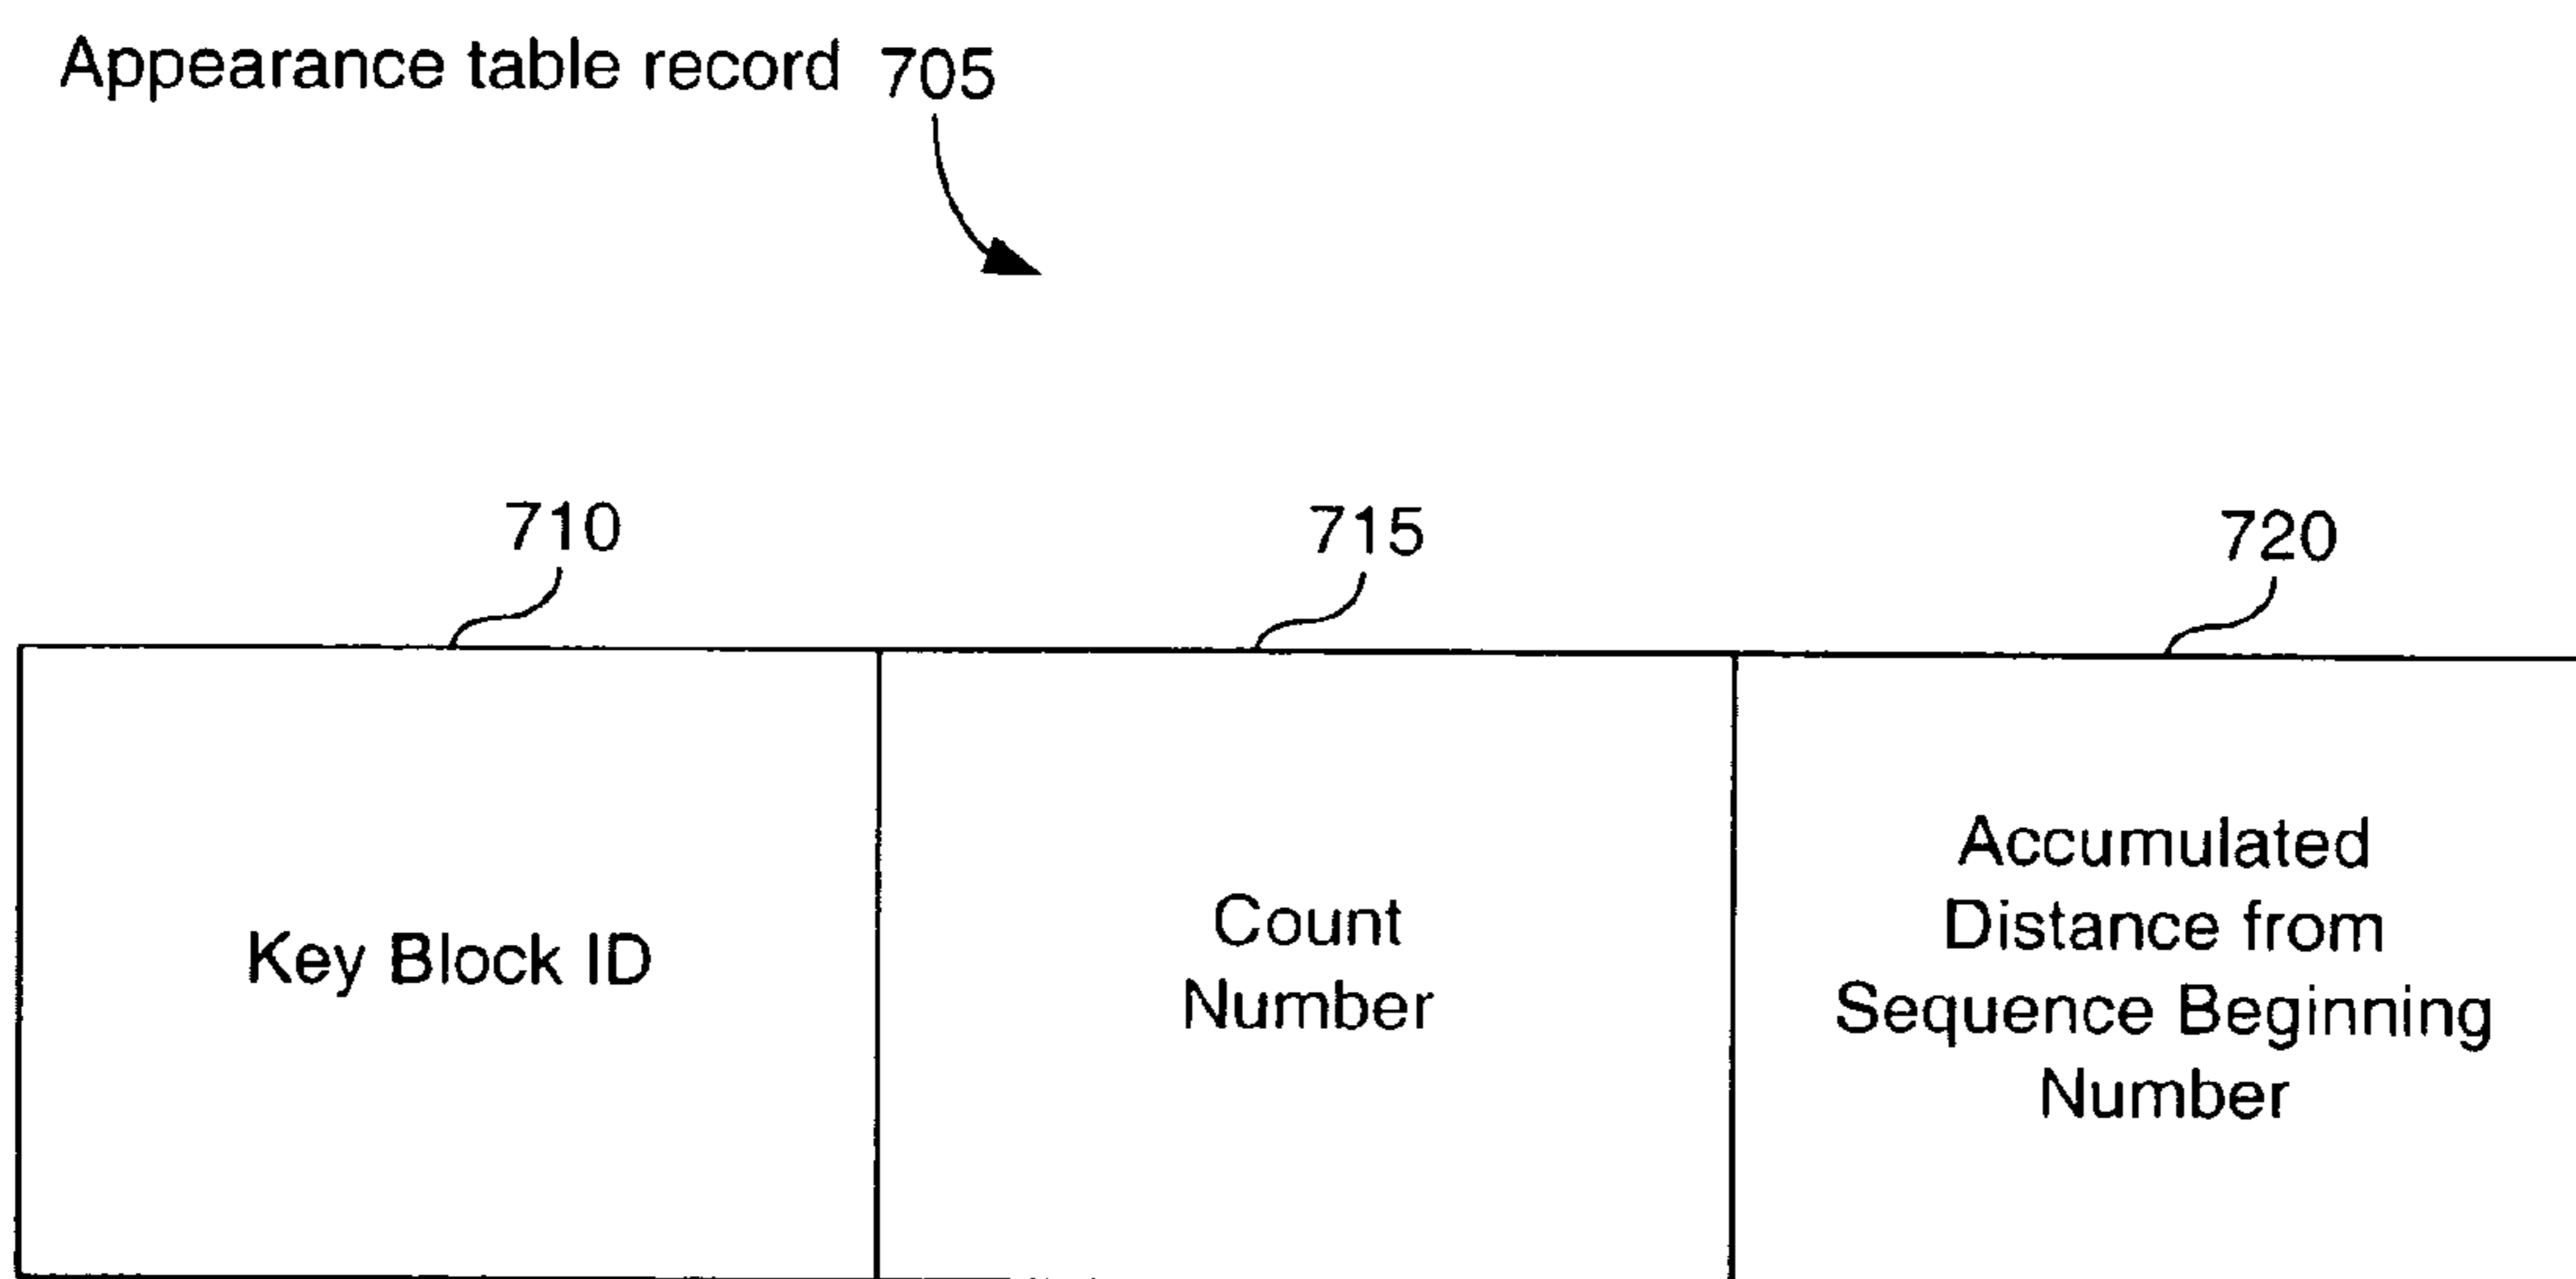 Appearance table record 705
710
715
720
Key Block ID
Count
Number
Accumulated
Distance from
Sequence Beginning
Number